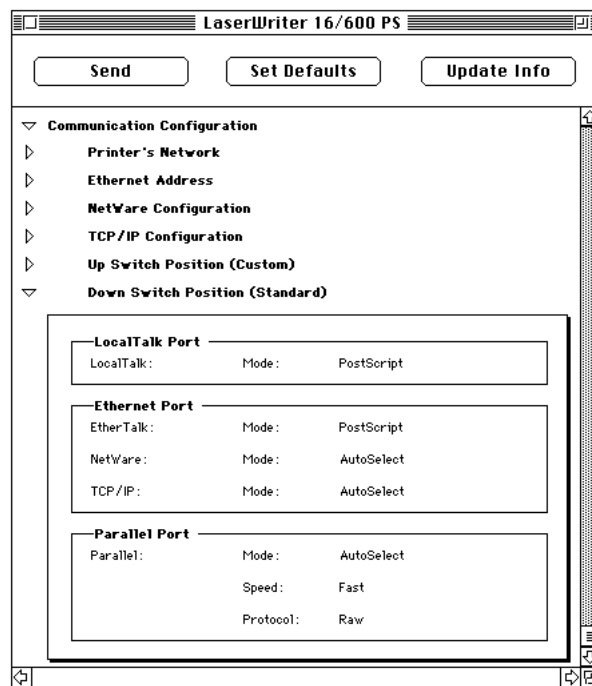 LaserWriter 16/600 PS
Send Set Defaults Update Info
Communication Configuration
Printer's Network
Ethernet Address
NetWare Configuration
TCP/IP Configuration
Up Switch Position (Custom)
Down Switch Position (Standard)
LocalTalk Port
LocalTalk: Mode: PostScript
Ethernet Port
EtherTalk: Mode: PostScript
NetWare: Mode: AutoSelect
TCP/IP: Mode: AutoSelect
Parallel Port
Parallel: Mode: AutoSelect
Speed: Fast
Protocol: Raw